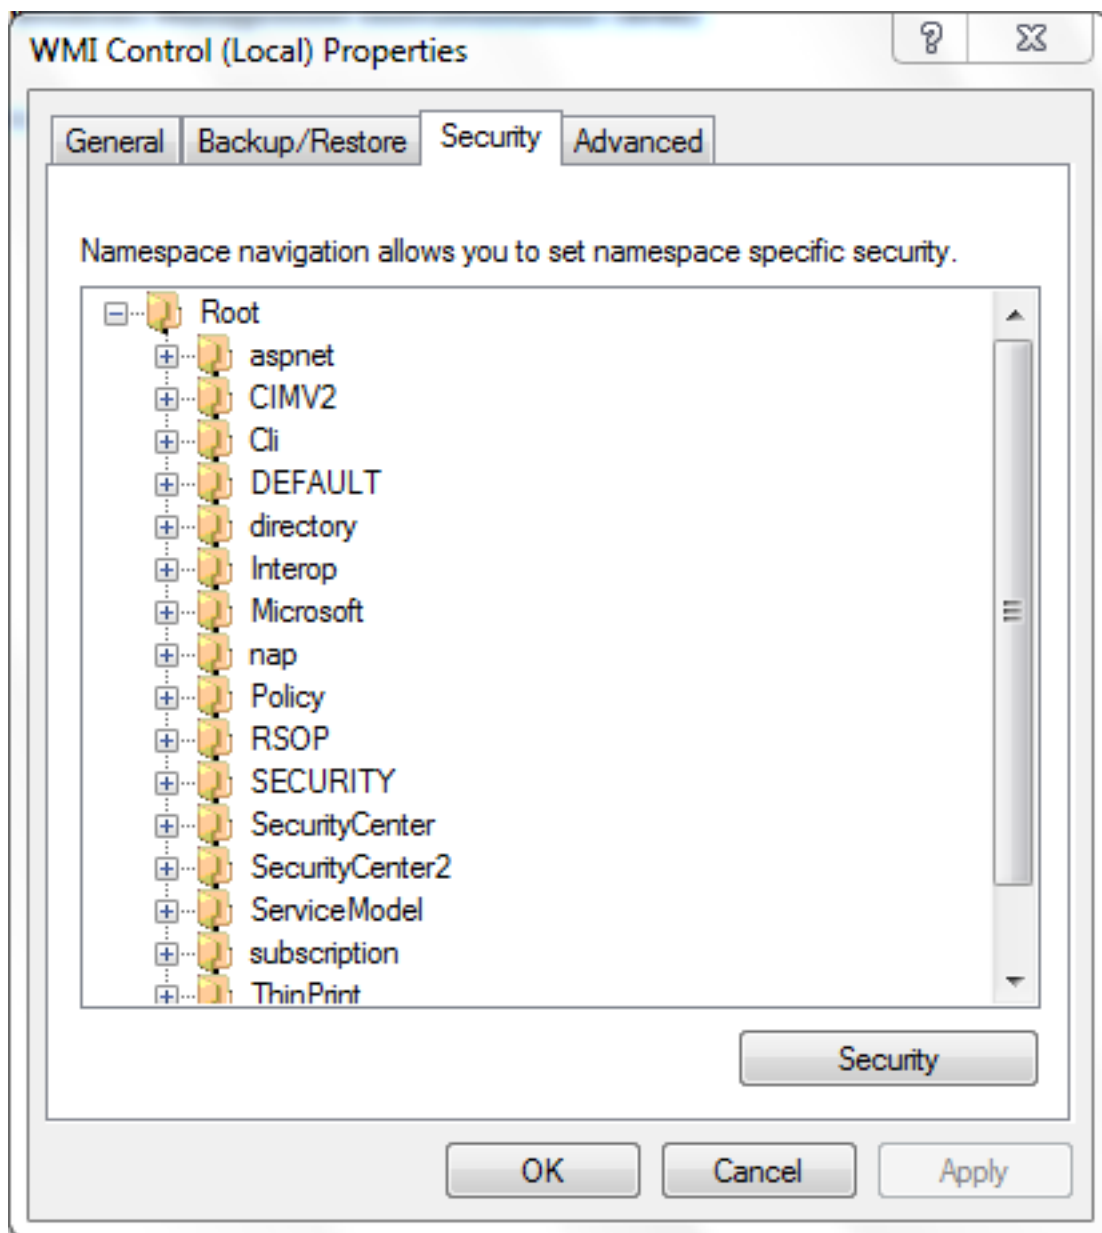 WMI Control (Local) Properties
General Backup/Restore Security Advanced
Namespace navigation allows you to set namespace specific security.
Root
aspnet
CIMV2
Cli
DEFAULT
directory
Interop
Microsoft
nap
Policy
RSOP
SECURITY
SecurityCenter
SecurityCenter2
ServiceModel
subscription
ThinPrint
Security
OK Cancel Apply